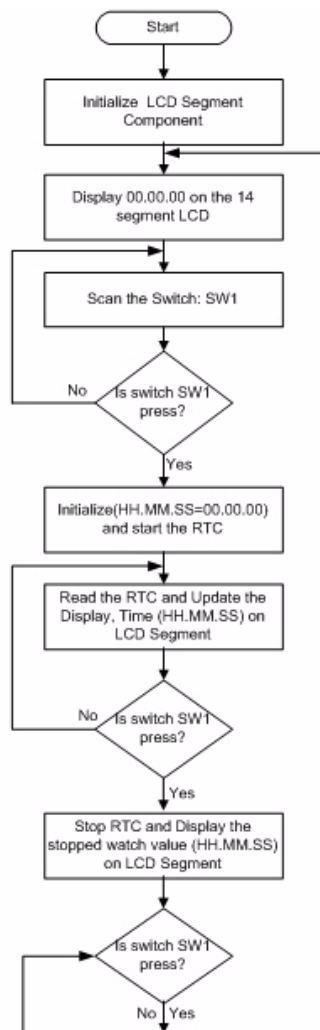 Start
Initialize LCD Segment
Component
Display 00.00.00 on the 14
segment LCD
Scan the Switch: SW1
Is switch SW1
press?
No
Yes
Initialize(HH.MM.SS=00.00.00)
and start the RTC
Read the RTC and Update the
Display, Time (HH.MM.SS) on
LCD Segment
Is switch SW1
press?
No
Yes
Stop RTC and Display the
stopped watch value (HH.MM.SS)
on LCD Segment
Is switch SW1
press?
No Yes